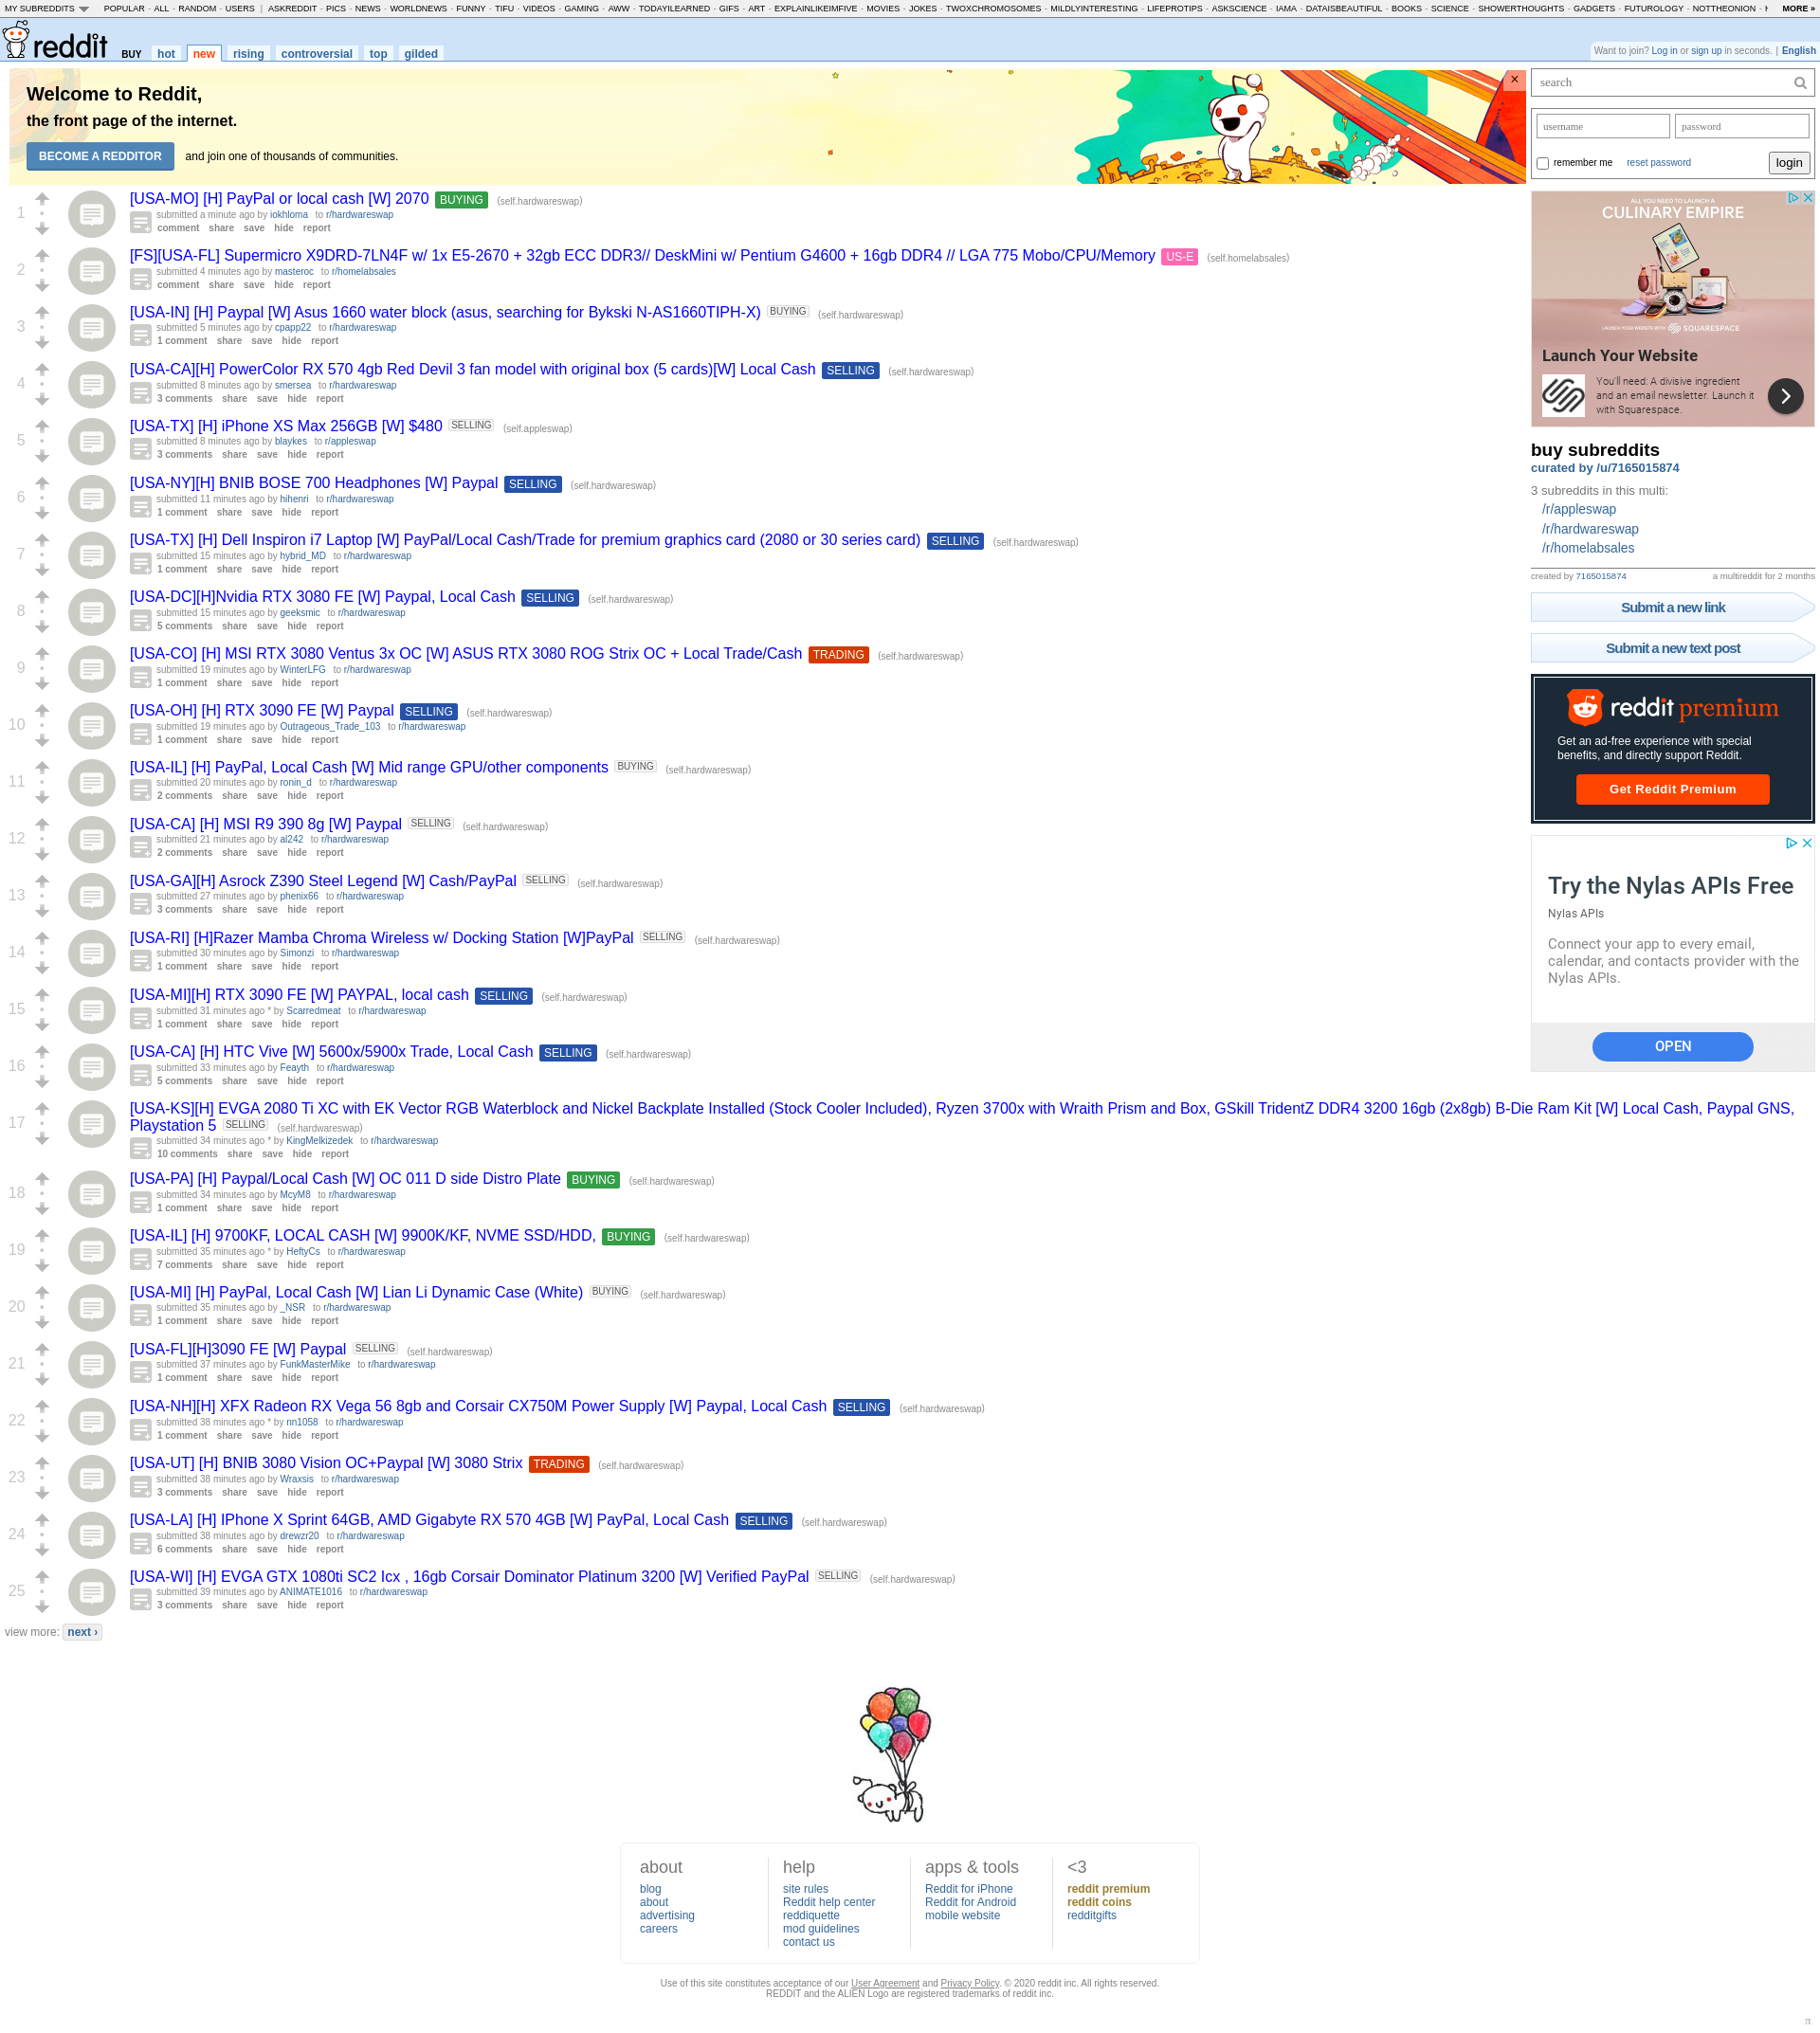 MY SUBREDDITS POPULAR - ALL - RANDOM - USERS | ASKREDDIT - PICS - NEWS - WORLDNEWS - FUNNY - TIFU - VIDEOS - GAMING - AWW - TODAYILEARNED - GIFS - ART - EXPLAINLIKEIMFIVE - MOVIES - JOKES - TWOXCHROMOSOMES - MILDLYINTERESTING - LIFEPROTIPS - ASKSCIENCE - IAMA - DATAISBEAUTIFUL - BOOKS - SCIENCE - SHOWERTHOUGHTS - GADGETS - FUTUROLOGY - NOTTHEONION - MORE »
reddit BUY hot new rising controversial top gilded
Want to join? Log in or sign up in seconds. | English
Welcome to Reddit,
the front page of the internet.
BECOME A REDDITOR and join one of thousands of communities.
×
1
[USA-MO] [H] PayPal or local cash [W] 2070 BUYING (self.hardwareswap)
submitted a minute ago by iokhloma to r/hardwareswap
comment share save hide report
2
[FS][USA-FL] Supermicro X9DRD-7LN4F w/ 1x E5-2670 + 32gb ECC DDR3// DeskMini w/ Pentium G4600 + 16gb DDR4 // LGA 775 Mobo/CPU/Memory US-E (self.homelabsales)
submitted 4 minutes ago by masteroc to r/homelabsales
comment share save hide report
3
[USA-IN] [H] Paypal [W] Asus 1660 water block (asus, searching for Bykski N-AS1660TIPH-X) BUYING (self.hardwareswap)
submitted 5 minutes ago by cpapp22 to r/hardwareswap
1 comment share save hide report
4
[USA-CA][H] PowerColor RX 570 4gb Red Devil 3 fan model with original box (5 cards)[W] Local Cash SELLING (self.hardwareswap)
submitted 8 minutes ago by smersea to r/hardwareswap
3 comments share save hide report
5
[USA-TX] [H] iPhone XS Max 256GB [W] $480 SELLING (self.appleswap)
submitted 8 minutes ago by blaykes to r/appleswap
3 comments share save hide report
6
[USA-NY][H] BNIB BOSE 700 Headphones [W] Paypal SELLING (self.hardwareswap)
submitted 11 minutes ago by hihenri to r/hardwareswap
1 comment share save hide report
7
[USA-TX] [H] Dell Inspiron i7 Laptop [W] PayPal/Local Cash/Trade for premium graphics card (2080 or 30 series card) SELLING (self.hardwareswap)
submitted 15 minutes ago by hybrid_MD to r/hardwareswap
1 comment share save hide report
8
[USA-DC][H]Nvidia RTX 3080 FE [W] Paypal, Local Cash SELLING (self.hardwareswap)
submitted 15 minutes ago by geeksmic to r/hardwareswap
5 comments share save hide report
9
[USA-CO] [H] MSI RTX 3080 Ventus 3x OC [W] ASUS RTX 3080 ROG Strix OC + Local Trade/Cash TRADING (self.hardwareswap)
submitted 19 minutes ago by WinterLFG to r/hardwareswap
1 comment share save hide report
10
[USA-OH] [H] RTX 3090 FE [W] Paypal SELLING (self.hardwareswap)
submitted 19 minutes ago by Outrageous_Trade_103 to r/hardwareswap
1 comment share save hide report
11
[USA-IL] [H] PayPal, Local Cash [W] Mid range GPU/other components BUYING (self.hardwareswap)
submitted 20 minutes ago by ronin_d to r/hardwareswap
2 comments share save hide report
12
[USA-CA] [H] MSI R9 390 8g [W] Paypal SELLING (self.hardwareswap)
submitted 21 minutes ago by al242 to r/hardwareswap
2 comments share save hide report
13
[USA-GA][H] Asrock Z390 Steel Legend [W] Cash/PayPal SELLING (self.hardwareswap)
submitted 27 minutes ago by phenix66 to r/hardwareswap
3 comments share save hide report
14
[USA-RI] [H]Razer Mamba Chroma Wireless w/ Docking Station [W]PayPal SELLING (self.hardwareswap)
submitted 30 minutes ago by Simonzi to r/hardwareswap
1 comment share save hide report
15
[USA-MI][H] RTX 3090 FE [W] PAYPAL, local cash SELLING (self.hardwareswap)
submitted 31 minutes ago * by Scarredmeat to r/hardwareswap
1 comment share save hide report
16
[USA-CA] [H] HTC Vive [W] 5600x/5900x Trade, Local Cash SELLING (self.hardwareswap)
submitted 33 minutes ago by Feayth to r/hardwareswap
5 comments share save hide report
17
[USA-KS][H] EVGA 2080 Ti XC with EK Vector RGB Waterblock and Nickel Backplate Installed (Stock Cooler Included), Ryzen 3700x with Wraith Prism and Box, GSkill TridentZ DDR4 3200 16gb (2x8gb) B-Die Ram Kit [W] Local Cash, Paypal GNS,
Playstation 5 SELLING (self.hardwareswap)
submitted 34 minutes ago * by KingMelkizedek to r/hardwareswap
10 comments share save hide report
18
[USA-PA] [H] Paypal/Local Cash [W] OC 011 D side Distro Plate BUYING (self.hardwareswap)
submitted 34 minutes ago by McyM8 to r/hardwareswap
1 comment share save hide report
19
[USA-IL] [H] 9700KF, LOCAL CASH [W] 9900K/KF, NVME SSD/HDD, BUYING (self.hardwareswap)
submitted 35 minutes ago * by HeftyCs to r/hardwareswap
7 comments share save hide report
20
[USA-MI] [H] PayPal, Local Cash [W] Lian Li Dynamic Case (White) BUYING (self.hardwareswap)
submitted 35 minutes ago by _NSR to r/hardwareswap
1 comment share save hide report
21
[USA-FL][H]3090 FE [W] Paypal SELLING (self.hardwareswap)
submitted 37 minutes ago by FunkMasterMike to r/hardwareswap
1 comment share save hide report
22
[USA-NH][H] XFX Radeon RX Vega 56 8gb and Corsair CX750M Power Supply [W] Paypal, Local Cash SELLING (self.hardwareswap)
submitted 38 minutes ago * by nn1058 to r/hardwareswap
1 comment share save hide report
23
[USA-UT] [H] BNIB 3080 Vision OC+Paypal [W] 3080 Strix TRADING (self.hardwareswap)
submitted 38 minutes ago by Wraxsis to r/hardwareswap
3 comments share save hide report
24
[USA-LA] [H] IPhone X Sprint 64GB, AMD Gigabyte RX 570 4GB [W] PayPal, Local Cash SELLING (self.hardwareswap)
submitted 38 minutes ago by drewzr20 to r/hardwareswap
6 comments share save hide report
25
[USA-WI] [H] EVGA GTX 1080ti SC2 Icx , 16gb Corsair Dominator Platinum 3200 [W] Verified PayPal SELLING (self.hardwareswap)
submitted 39 minutes ago by ANIMATE1016 to r/hardwareswap
3 comments share save hide report
view more: next ›
search
username password
remember me reset password login
ALL YOU NEED TO LAUNCH A
CULINARY EMPIRE
LAUNCH YOUR WEBSITE WITH SQUARESPACE
Launch Your Website
You'll need: A divisive ingredient
and an email newsletter. Launch it
with Squarespace.
buy subreddits
curated by /u/7165015874
3 subreddits in this multi:
/r/appleswap
/r/hardwareswap
/r/homelabsales
created by 7165015874 a multireddit for 2 months
Submit a new link
Submit a new text post
reddit premium
Get an ad-free experience with special
benefits, and directly support Reddit.
Get Reddit Premium
Try the Nylas APIs Free
Nylas APIs
Connect your app to every email,
calendar, and contacts provider with the
Nylas APIs.
OPEN
about
blog
about
advertising
careers
help
site rules
Reddit help center
reddiquette
mod guidelines
contact us
apps & tools
Reddit for iPhone
Reddit for Android
mobile website
<3
reddit premium
reddit coins
redditgifts
Use of this site constitutes acceptance of our User Agreement and Privacy Policy. © 2020 reddit inc. All rights reserved.
REDDIT and the ALIEN Logo are registered trademarks of reddit inc.
π